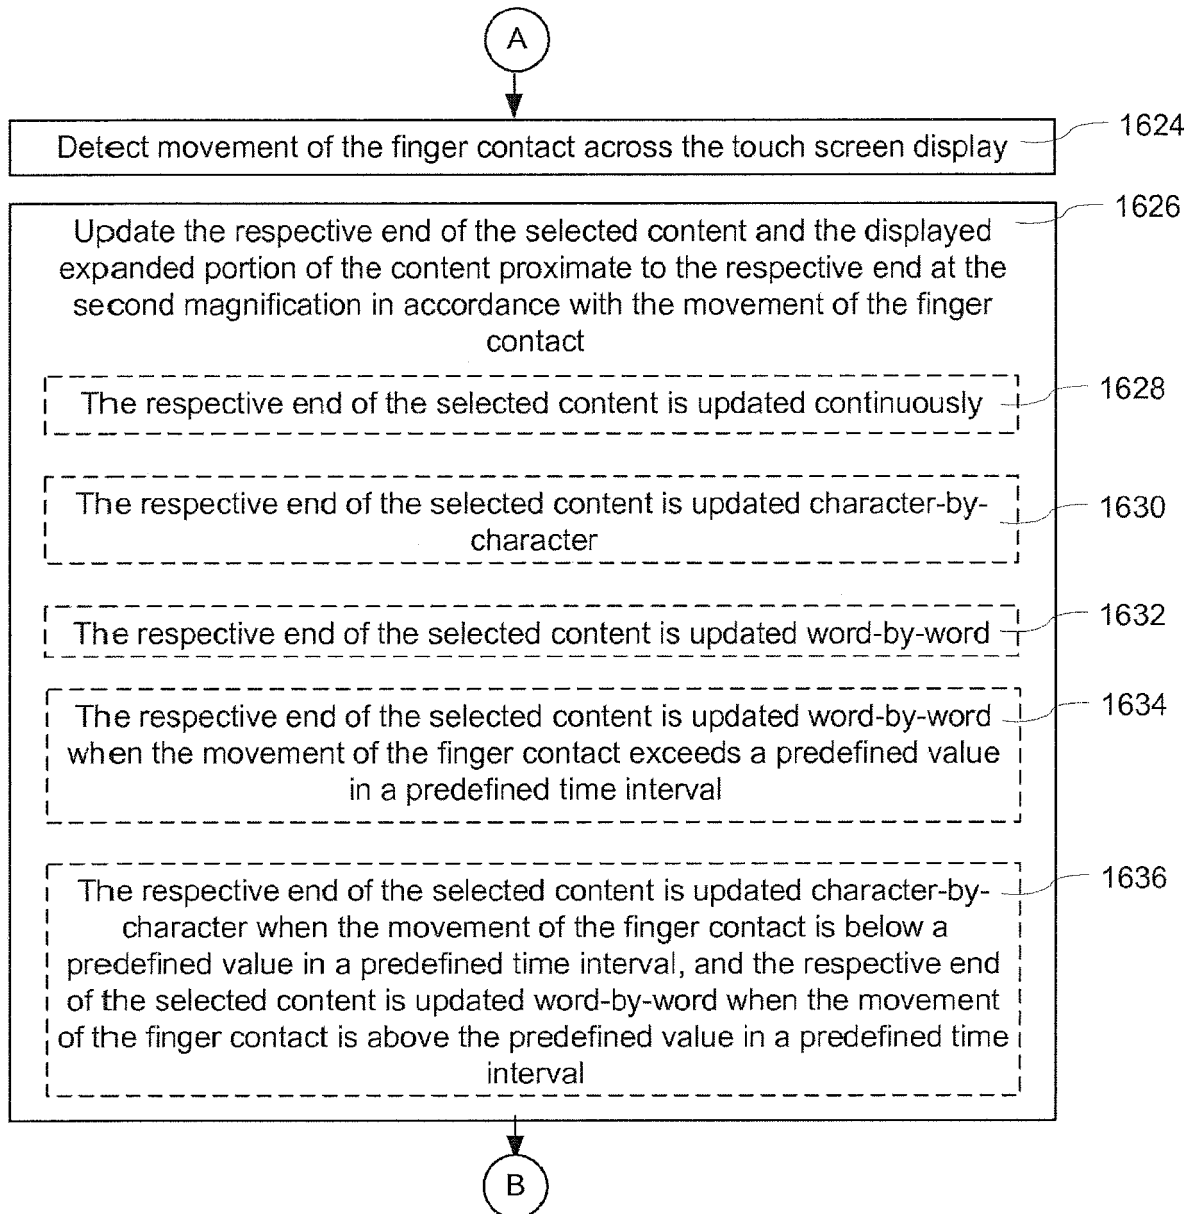 A
Detect movement of the finger contact across the touch screen display
1624
Update the respective end of the selected content and the displayed
1626
expanded portion of the content proximate to the respective end at the
second magnification in accordance with the movement of the finger
contact
The respective end of the selected content is updated continuously
1628
The respective end of the selected content is updated character-by-
1630
character
The respective end of the selected content is updated word-by-word
1632
The respective end of the selected content is updated word-by-word
1634
when the movement of the finger contact exceeds a predefined value
in a predefined time interval
The respective end of the selected content is updated character-by-
1636
character when the movement of the finger contact is below a
predefined value in a predefined time interval, and the respective end
of the selected content is updated word-by-word when the movement
of the finger contact is above the predefined value in a predefined time
interval
B